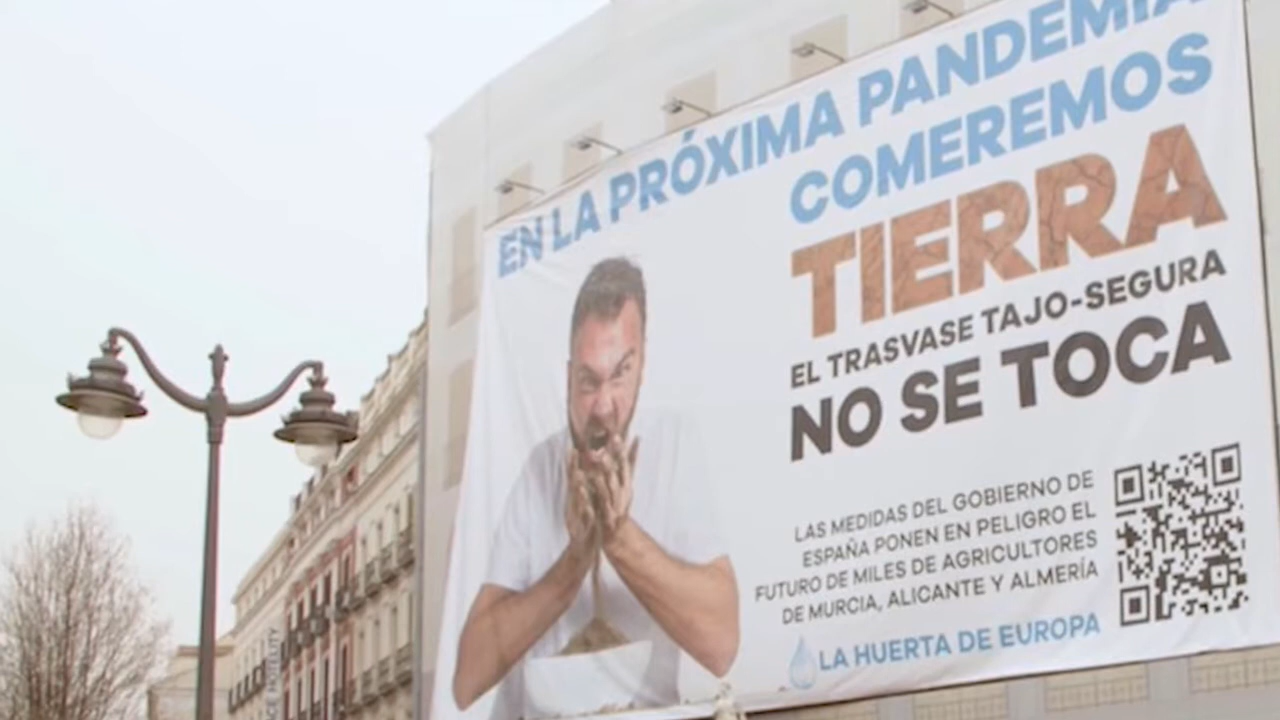 EN LA PRÓXIMA PANDEMIA
COMEREMOS
TIERRA
EL TRASVASE TAJO-SEGURA
NO SE TOCA
LAS MEDIDAS DEL GOBIERNO DE
ESPAÑA PONEN EN PELIGRO EL
FUTURO DE MILES DE AGRICULTORES
DE MURCIA, ALICANTE Y ALMERÍA
LA HUERTA DE EUROPA